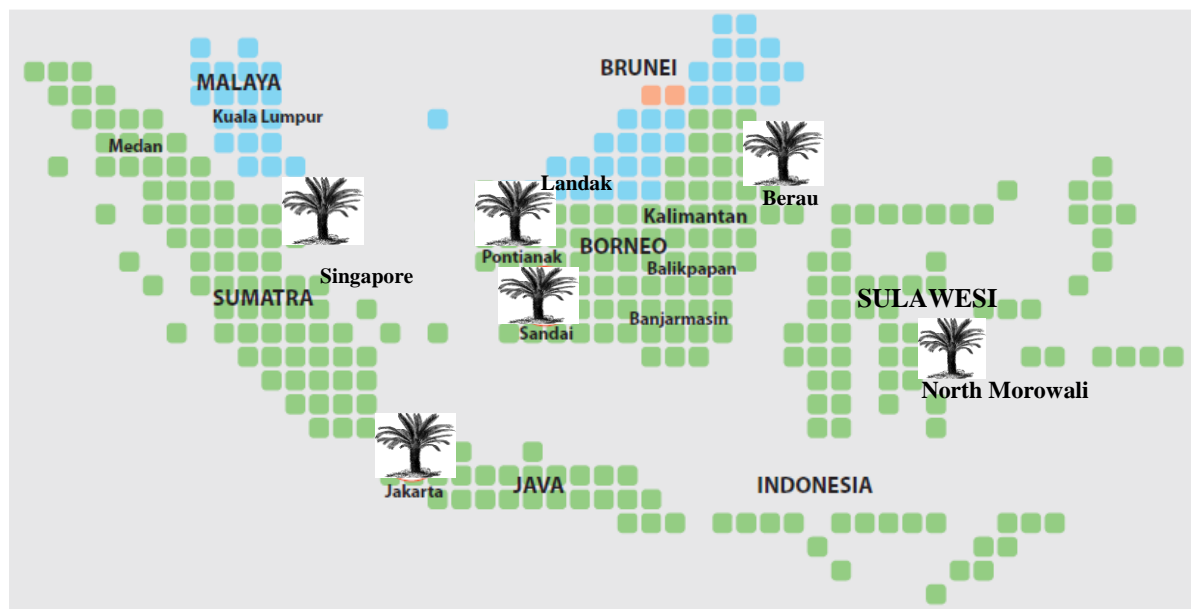 BRUNEI
MALAYA
Kuala Lumpur
Medan
Landak
Berau
Kalimantan
BORNEO
Pontianak
Balikpapan
Singapore
SUMATRA
SULAWESI
Banjarmasin
Sandai
North Morowali
Jakarta
JAVA
INDONESIA